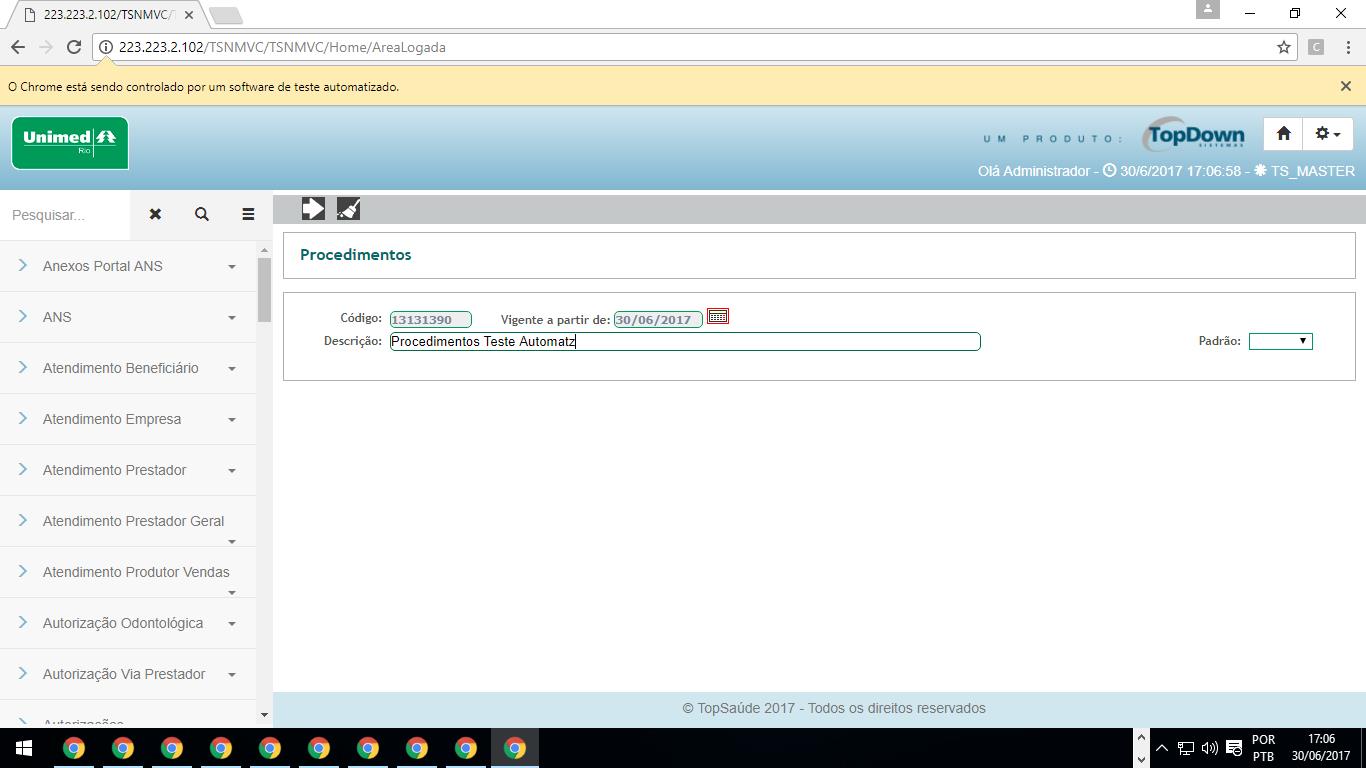 223.223.2.102/TSNMVC/
223.223.2.102/TSNMVC/TSNMVC/Home/AreaLogada
C
O Chrome está sendo controlado por um software de teste automatizado.
Unimed
Rio
UM PRODUTO:
TopDown
SISTEMAS
Olá Administrador - 30/6/2017 17:06:58 - TS_MASTER
Pesquisar...
Procedimentos
Anexos Portal ANS
ANS
Atendimento Beneficiário
Atendimento Empresa
Atendimento Prestador
Atendimento Prestador Geral
Atendimento Produtor Vendas
Autorização Odontológica
Autorização Via Prestador
Autorizações
Código: 13131390 Vigente a partir de: 30/06/2017
Descrição: Procedimentos Teste Automatz Padrão:
© TopSaúde 2017 - Todos os direitos reservados
POR
PTB
17:06
30/06/2017